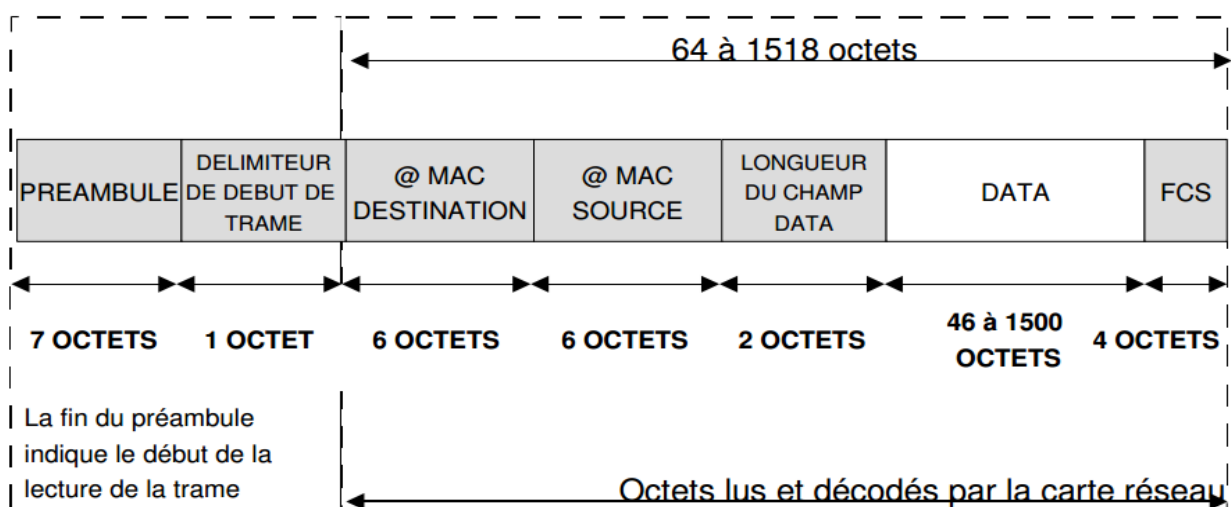 64 à 1518 octets
PREAMBULE
DELIMITEUR
DE DEBUT DE
TRAME
@ MAC
DESTINATION
@ MAC
SOURCE
LONGUEUR
DU CHAMP
DATA
DATA
FCS
7 OCTETS
1 OCTET
6 OCTETS
6 OCTETS
2 OCTETS
46 à 1500
OCTETS
4 OCTETS
La fin du préambule
indique le début de la
lecture de la trame
Octets lus et décodés par la carte réseau